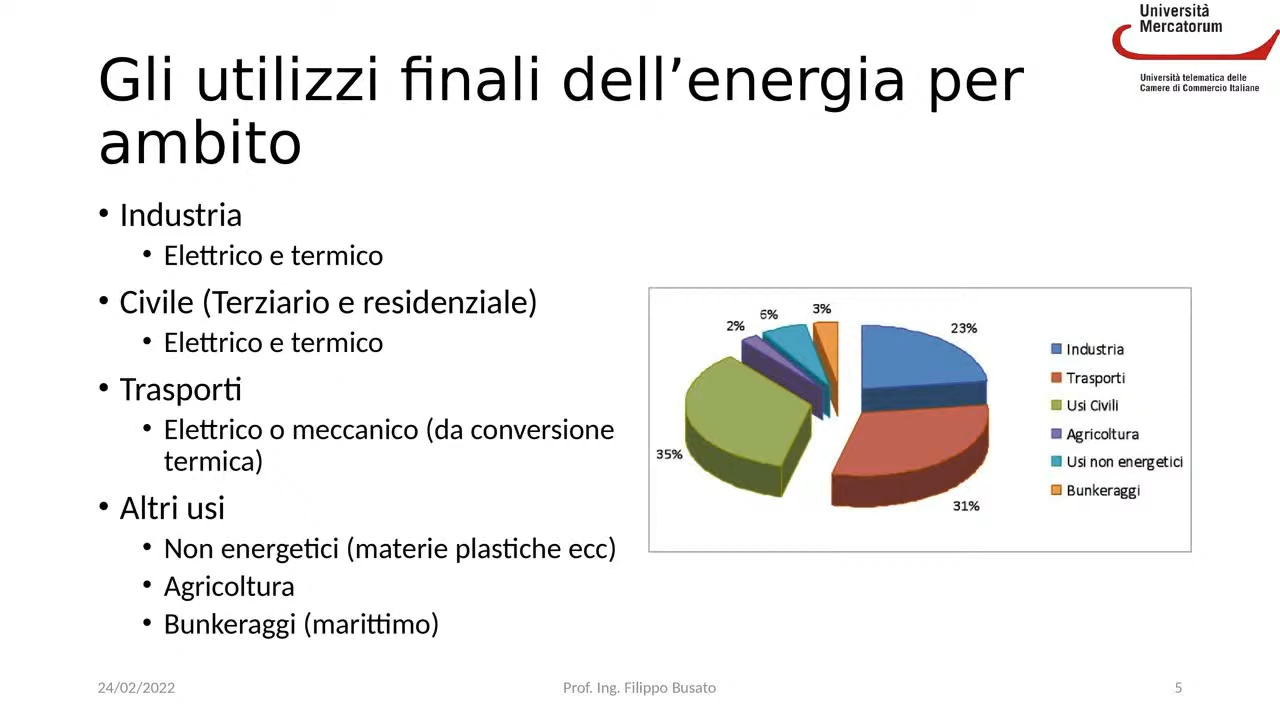 Università
Mercatorum
Università telematica delle
Camere di Commercio Italiane
Gli utilizzi finali dell’energia per
ambito
• Industria
• Elettrico e termico
• Civile (Terziario e residenziale)
• Elettrico e termico
• Trasporti
• Elettrico o meccanico (da conversione
termica)
• Altri usi
• Non energetici (materie plastiche ecc)
• Agricoltura
• Bunkeraggi (marittimo)
2%
6%
3%
23%
35%
31%
Industria
Trasporti
Usi Civili
Agricoltura
Usi non energetici
Bunkeraggi
24/02/2022
Prof. Ing. Filippo Busato
5